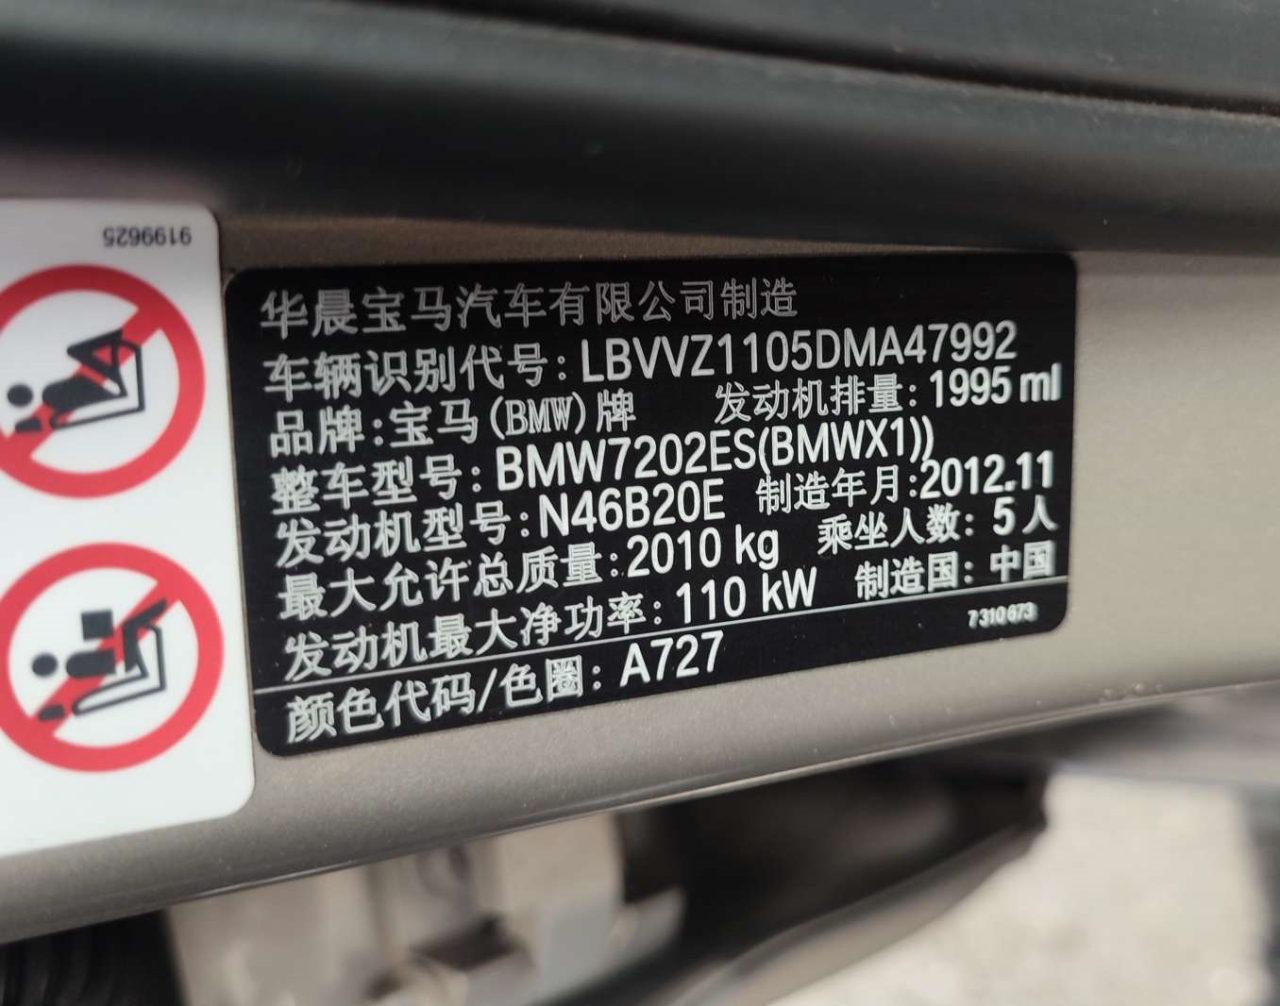 9199625
华晨宝马汽车有限公司制造
车辆识别代号: LBVVZ1105DMA47992
品牌:宝马(BMW)牌 发动机排量: 1995 ml
整车型号: BMW7202ES(BMWX1))
发动机型号: N46B20E 制造年月:2012.11
最大允许总质量:2010 kg 乘坐人数: 5人
发动机最大净功率: 110 kW 制造国: 中国
颜色代码/色圈: A727 7310673